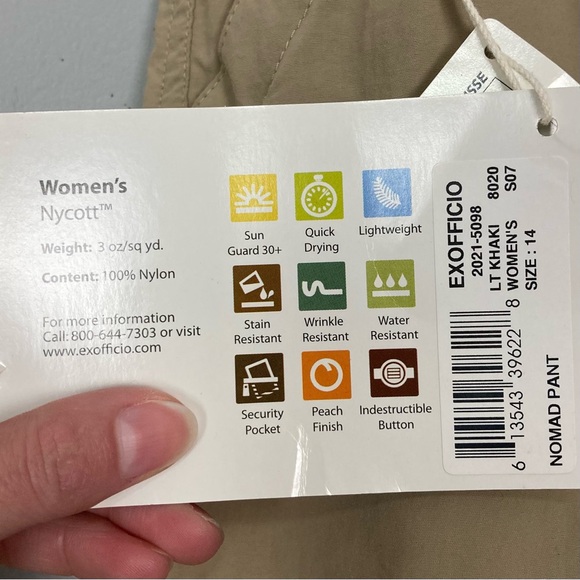 Women's
Nycott™
Weight: 3 oz/sq yd.
Content: 100% Nylon
For more information
Call: 800-644-7303 or visit
www.exofficio.com
Sun
Guard 30+
Quick
Drying
Lightweight
Stain
Resistant
Wrinkle
Resistant
Water
Resistant
Security
Pocket
Peach
Finish
Indestructible
Button
EXOFFICIO
2021-5098
LT KHAKI 8020
WOMEN'S S07
SIZE : 14
6 13543 39622 8
NOMAD PANT